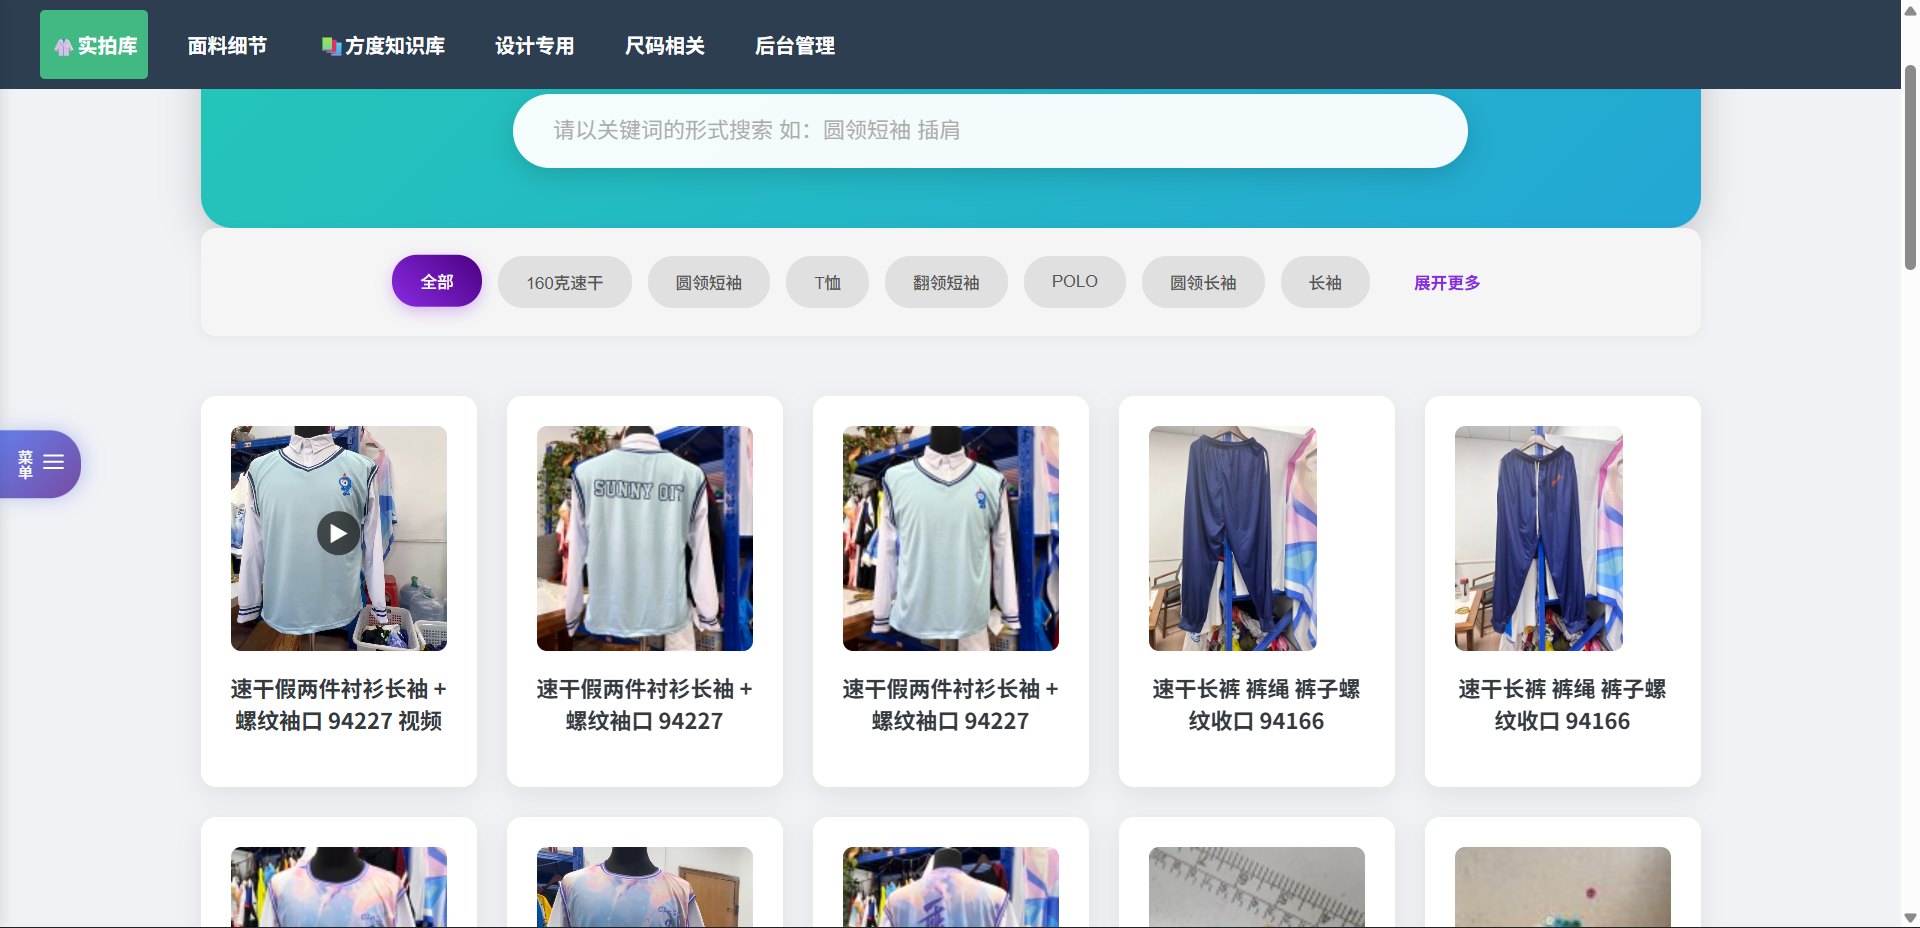 实拍库
面料细节
方度知识库
设计专用
尺码相关
后台管理
请以关键词的形式搜索 如：圆领短袖 插肩
全部
160克速干
圆领短袖
T恤
翻领短袖
POLO
圆领长袖
长袖
展开更多
菜单
SUNNY 017
速干假两件衬衫长袖 +
螺纹袖口 94227 视频
速干假两件衬衫长袖 +
螺纹袖口 94227
速干假两件衬衫长袖 +
螺纹袖口 94227
速干长裤 裤绳 裤子螺
纹收口 94166
速干长裤 裤绳 裤子螺
纹收口 94166